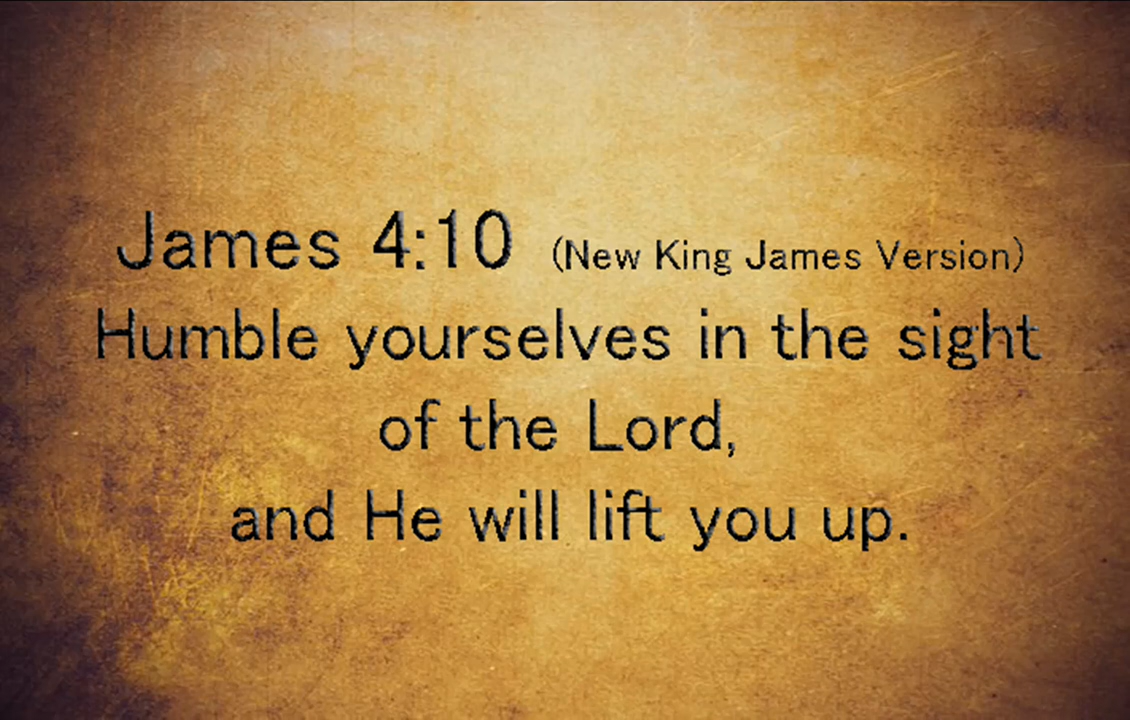 James 4:10 (New King James Version)
Humble yourselves in the sight
of the Lord,
and He will lift you up.